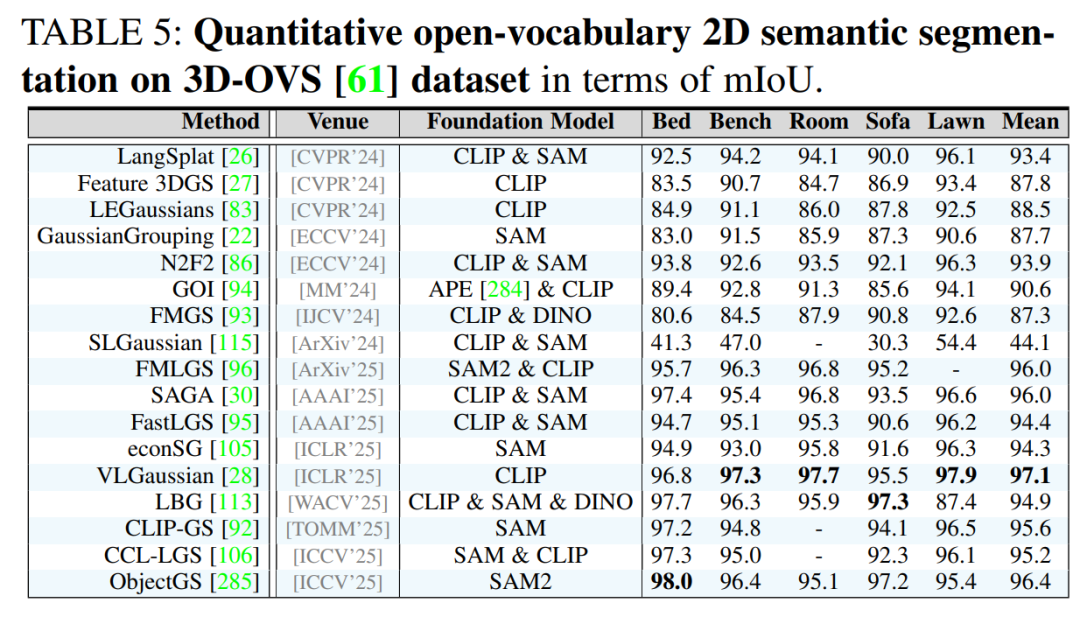 TABLE 5: Quantitative open-vocabulary 2D semantic segmen-
tation on 3D-OVS [61] dataset in terms of mIoU.
Method Venue Foundation Model Bed Bench Room Sofa Lawn Mean
LangSplat [26] [CVPR'24] CLIP & SAM 92.5 94.2 94.1 90.0 96.1 93.4
Feature 3DGS [27] [CVPR'24] CLIP 83.5 90.7 84.7 86.9 93.4 87.8
LEGaussians [83] [CVPR'24] CLIP 84.9 91.1 86.0 87.8 92.5 88.5
GaussianGrouping [22] [ECCV'24] SAM 83.0 91.5 85.9 87.3 90.6 87.7
N2F2 [86] [ECCV'24] CLIP & SAM 93.8 92.6 93.5 92.1 96.3 93.9
GOI [94] [MM'24] APE [284] & CLIP 89.4 92.8 91.3 85.6 94.1 90.6
FMGS [93] [IJCV'24] CLIP & DINO 80.6 84.5 87.9 90.8 92.6 87.3
SLGaussian [115] [ArXiv'24] CLIP & SAM 41.3 47.0 - 30.3 54.4 44.1
FMLGS [96] [ArXiv'25] SAM2 & CLIP 95.7 96.3 96.8 95.2 - 96.0
SAGA [30] [AAAI'25] CLIP & SAM 97.4 95.4 96.8 93.5 96.6 96.0
FastLGS [95] [AAAI'25] CLIP & SAM 94.7 95.1 95.3 90.6 96.2 94.4
econSG [105] [ICLR'25] SAM 94.9 93.0 95.8 91.6 96.3 94.3
VLGaussian [28] [ICLR'25] CLIP 96.8 97.3 97.7 95.5 97.9 97.1
LBG [113] [WACV'25] CLIP & SAM & DINO 97.7 96.3 95.9 97.3 87.4 94.9
CLIP-GS [92] [TOMM'25] SAM 97.2 94.8 - 94.1 96.5 95.6
CCL-LGS [106] [ICCV'25] SAM & CLIP 97.3 95.0 - 92.3 96.1 95.2
ObjectGS [285] [ICCV'25] SAM2 98.0 96.4 95.1 97.2 95.4 96.4